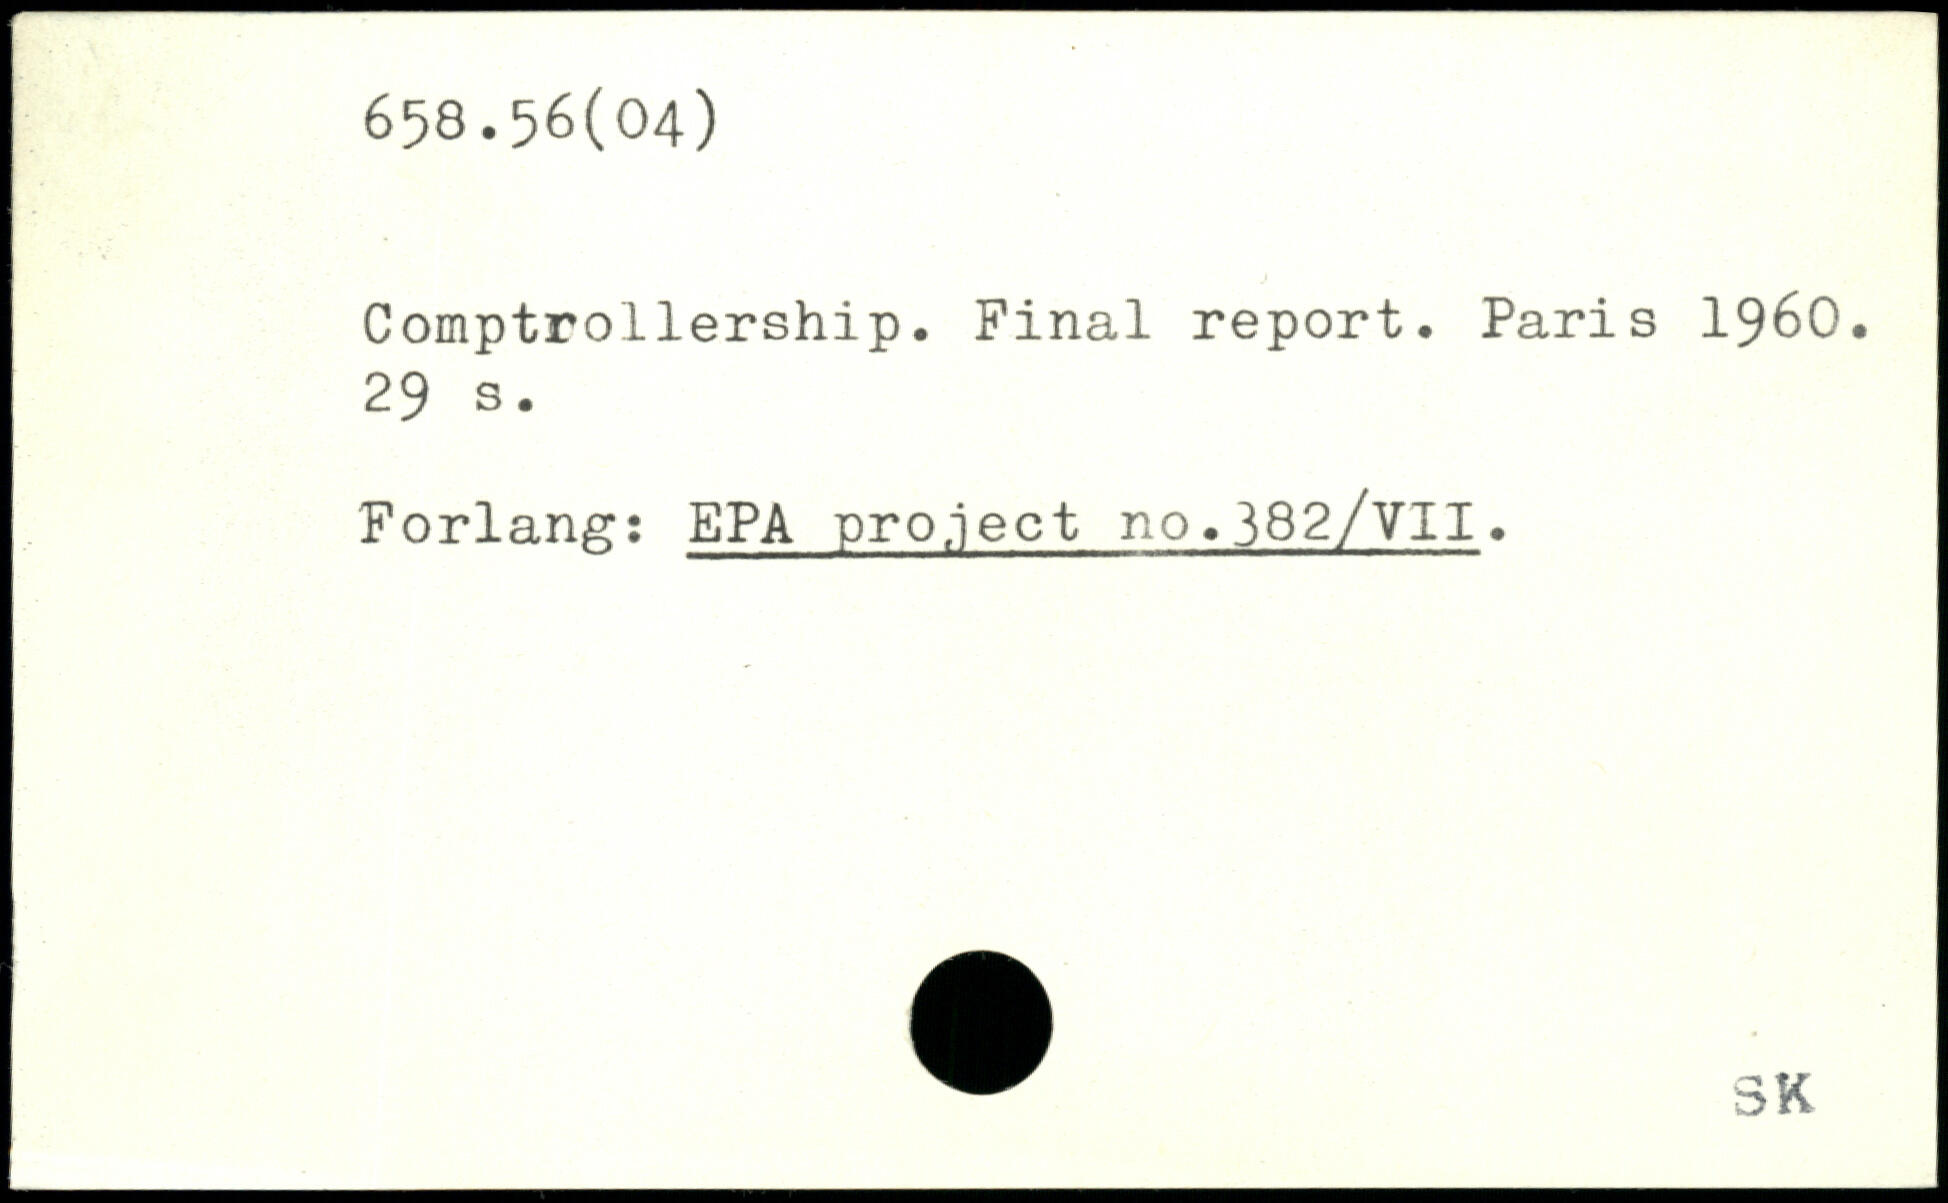 658.56(04)
Comptrollership. Final report. Paris 1960.
29 s.
Forlang: EPA project no.382/VII.
SK